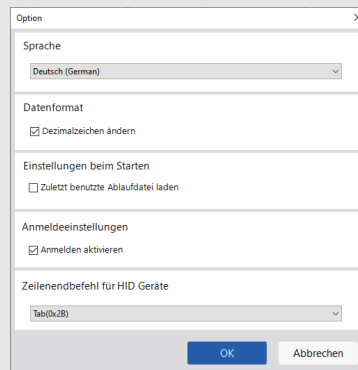 Option
Sprache
Deutsch (German)
Datenformat
Dezimalzeichen ändern
Einstellungen beim Starten
Zuletzt benutzte Ablaufdatei laden
Anmeldeeinstellungen
Anmelden aktivieren
Zeilenendbefehl für HID Geräte
Tab(0x2B)
OK Abbrechen